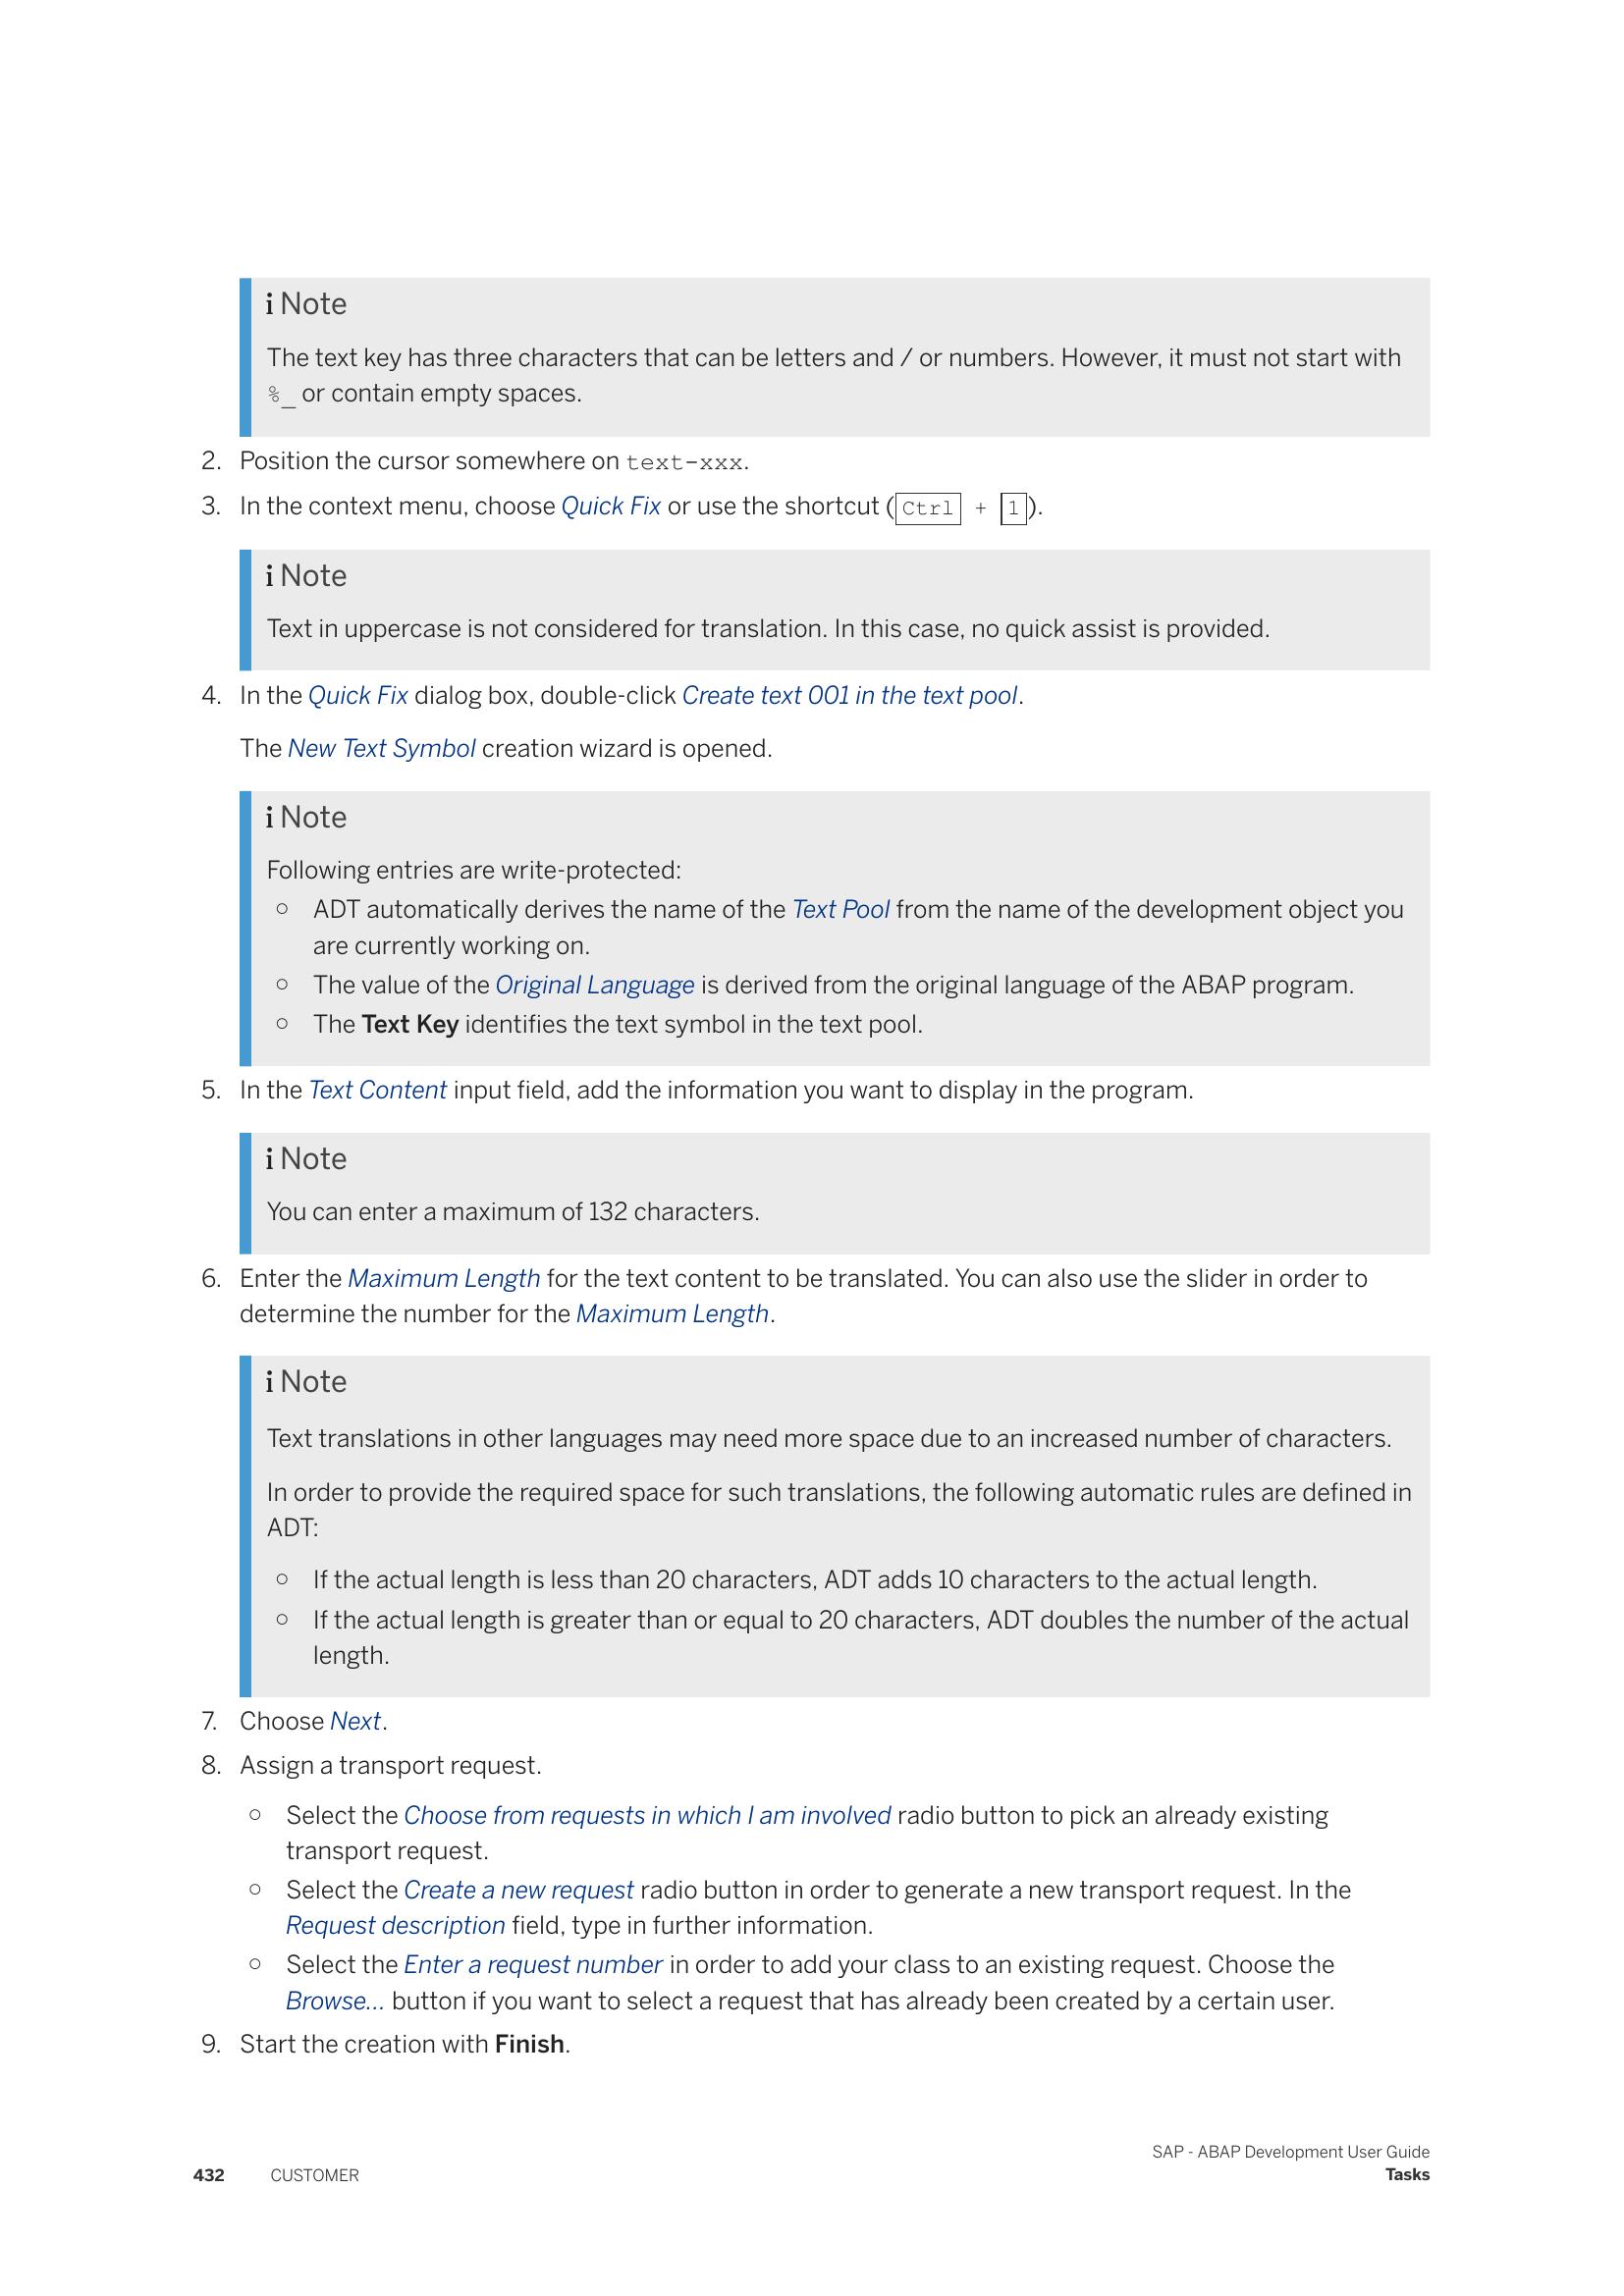 i Note
The text key has three characters that can be letters and / or numbers. However, it must not start with
%_ or contain empty spaces.
2. Position the cursor somewhere on text-xxx.
3. In the context menu, choose Quick Fix or use the shortcut ( Ctrl + 1 ).
i Note
Text in uppercase is not considered for translation. In this case, no quick assist is provided.
4. In the Quick Fix dialog box, double-click Create text 001 in the text pool.
The New Text Symbol creation wizard is opened.
i Note
Following entries are write-protected:
○ ADT automatically derives the name of the Text Pool from the name of the development object you
are currently working on.
○ The value of the Original Language is derived from the original language of the ABAP program.
○ The Text Key identifies the text symbol in the text pool.
5. In the Text Content input field, add the information you want to display in the program.
i Note
You can enter a maximum of 132 characters.
6. Enter the Maximum Length for the text content to be translated. You can also use the slider in order to
determine the number for the Maximum Length.
i Note
Text translations in other languages may need more space due to an increased number of characters.
In order to provide the required space for such translations, the following automatic rules are defined in
ADT:
○ If the actual length is less than 20 characters, ADT adds 10 characters to the actual length.
○ If the actual length is greater than or equal to 20 characters, ADT doubles the number of the actual
length.
7. Choose Next.
8. Assign a transport request.
○ Select the Choose from requests in which I am involved radio button to pick an already existing
transport request.
○ Select the Create a new request radio button in order to generate a new transport request. In the
Request description field, type in further information.
○ Select the Enter a request number in order to add your class to an existing request. Choose the
Browse... button if you want to select a request that has already been created by a certain user.
9. Start the creation with Finish.
SAP - ABAP Development User Guide
432 CUSTOMER Tasks